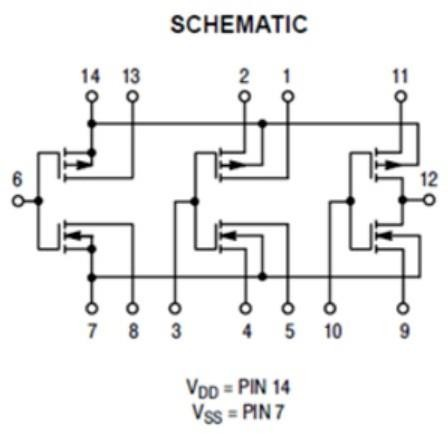 SCHEMATIC
14 13 2 1 11
6
12
7 8 3 4 5 10 9
VDD = PIN 14
VSS = PIN 7